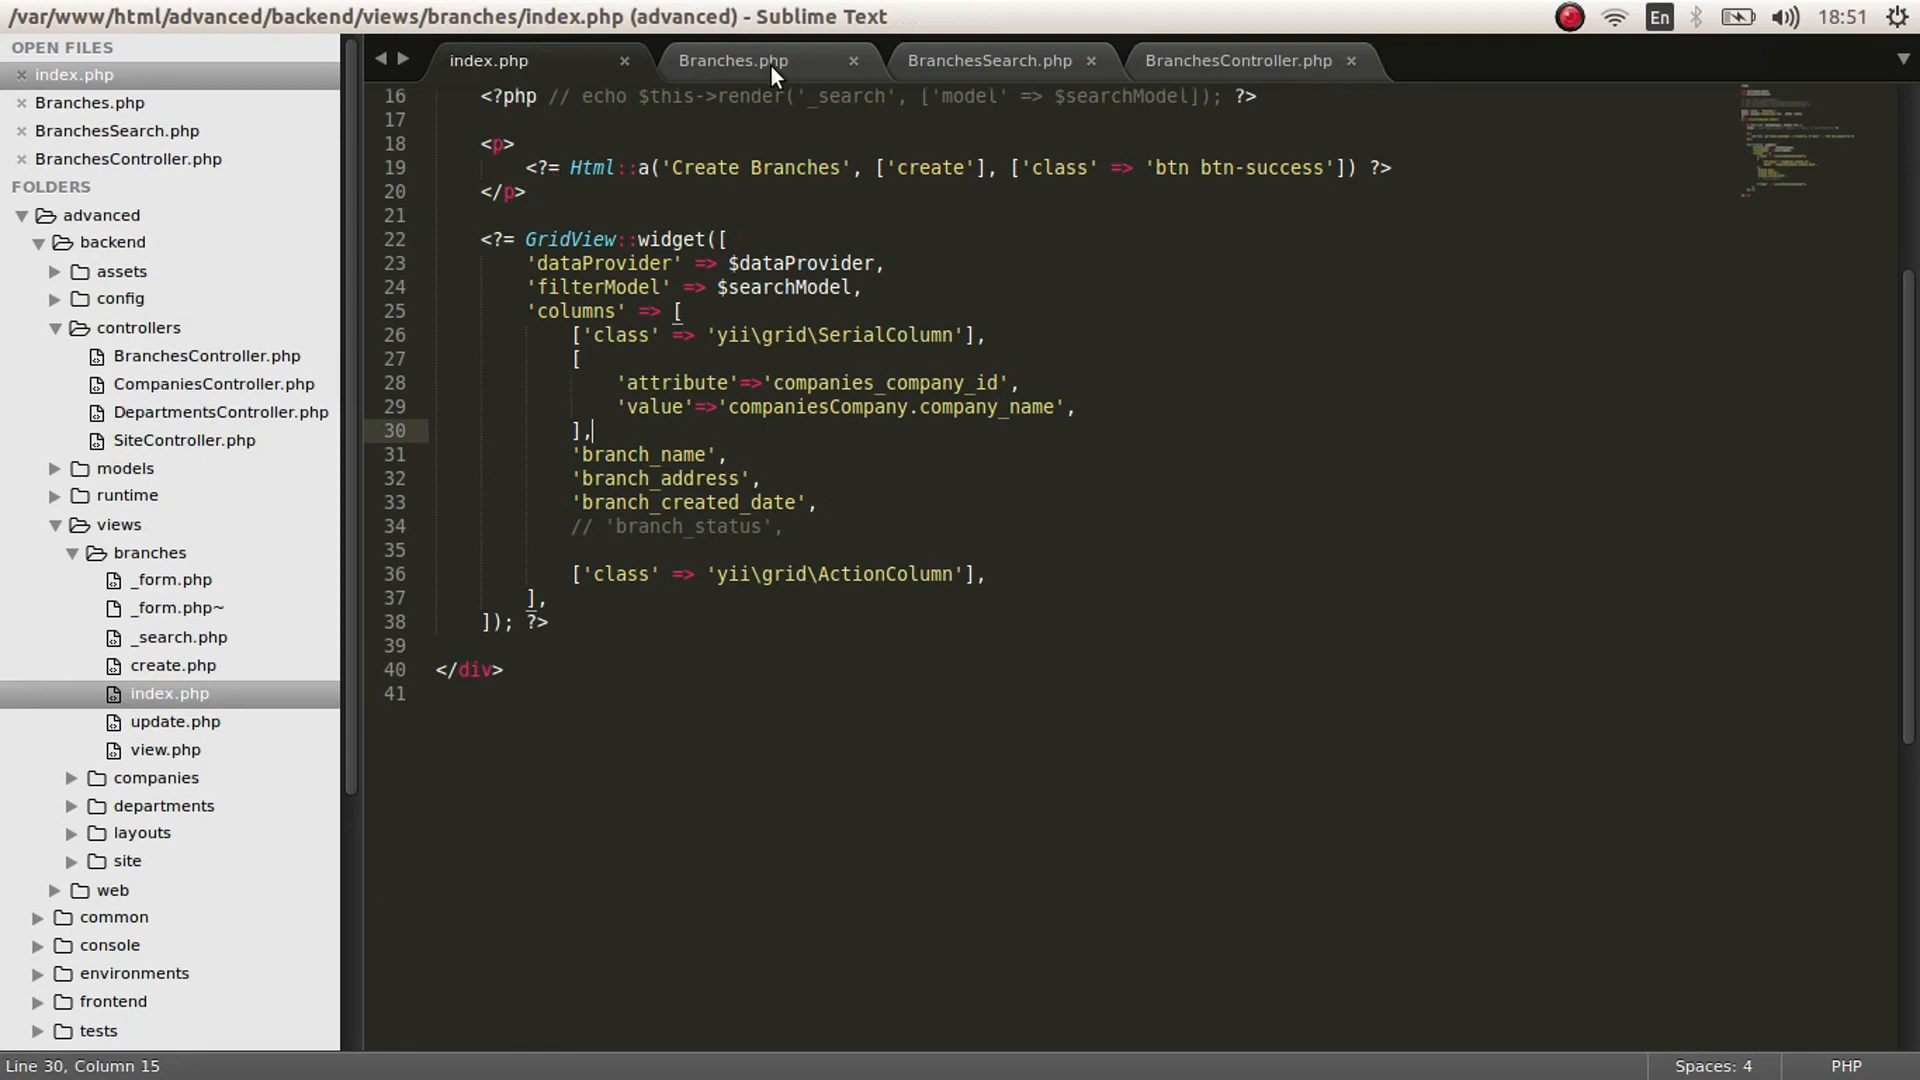 /var/www/html/advanced/backend/views/branches/index.php (advanced) - Sublime Text
En
18:51
OPEN FILES
index.php
Branches.php
BranchesSearch.php
BranchesController.php
FOLDERS
advanced
backend
assets
config
controllers
BranchesController.php
CompaniesController.php
DepartmentsController.php
SiteController.php
models
runtime
views
branches
_form.php
_form.php~
_search.php
create.php
index.php
update.php
view.php
companies
departments
layouts
site
web
common
console
environments
frontend
tests
index.php
Branches.php
BranchesSearch.php
BranchesController.php
16 <?php // echo $this->render('_search', ['model' => $searchModel]); ?>
17
18 <p>
19 <?= Html::a('Create Branches', ['create'], ['class' => 'btn btn-success']) ?>
20 </p>
21
22 <?= GridView::widget([
23 'dataProvider' => $dataProvider,
24 'filterModel' => $searchModel,
25 'columns' => [
26 ['class' => 'yii\grid\SerialColumn'],
27 [
28 'attribute'=>'companies_company_id',
29 'value'=>'companiesCompany.company_name',
30 ],
31 'branch_name',
32 'branch_address',
33 'branch_created_date',
34 // 'branch_status',
35
36 ['class' => 'yii\grid\ActionColumn'],
37 ],
38 ]); ?>
39
40 </div>
41
Line 30, Column 15
Spaces: 4
PHP